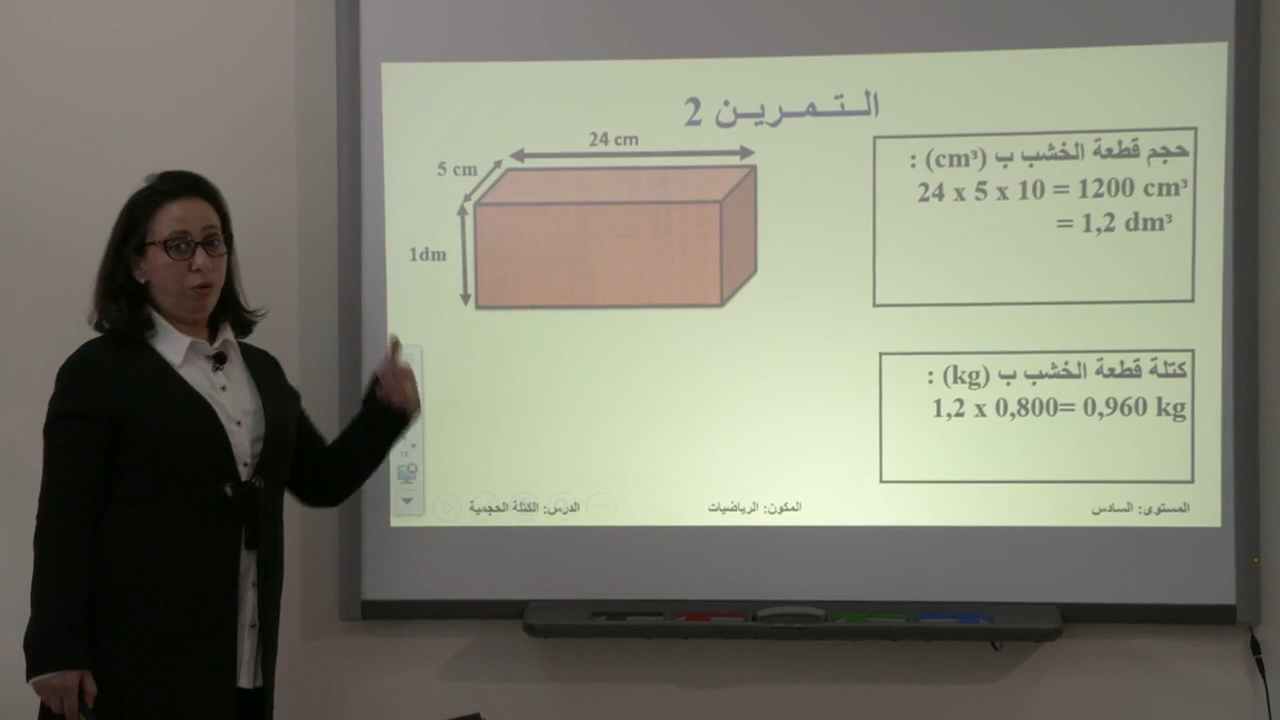 الـتـمـريـن 2
24 cm
5 cm
1dm
حجم قطعة الخشب ب (cm³) :
24 x 5 x 10 = 1200 cm³
= 1,2 dm³
كتلة قطعة الخشب ب (kg) :
1,2 x 0,800= 0,960 kg
المستوى: السادس
المكون: الرياضيات
الدرس: الكتلة الحجمية